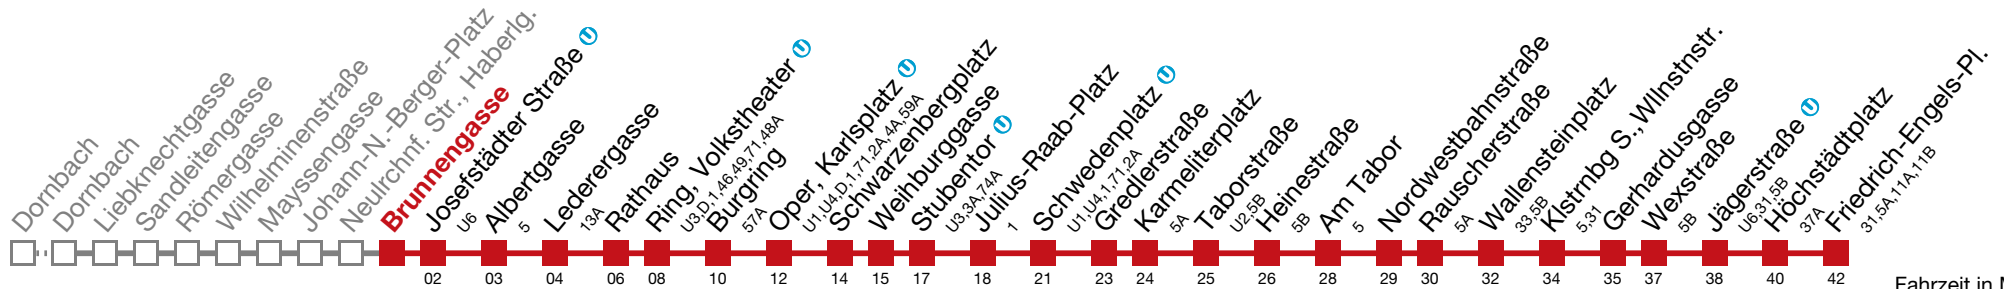 Dornbach
Dornbach
Liebknechtgasse
Sandleitengasse
Römergasse
Wilhelminenstraße
Mayssengasse
Johann-N.-Berger-Platz
Neulrchnf. Str., Haberlg.
Brunnengasse
Josefstädter Straße U
U6
Albertgasse
5
Lederergasse
13A
Rathaus
Ring, Volkstheater U
U3,D,1,46,49,71,48A
Burgring
57A
Oper, Karlsplatz U
U1,U4,D,1,71,2A,4A,59A
Schwarzenbergplatz
Weihburggasse
Stubentor U
U3,3A,74A
Julius-Raab-Platz
1
Schwedenplatz U
U1,U4,1,71,2A
Gredlerstraße
Karmeliterplatz
5A
Taborstraße
U2,5B
Heinestraße
5B
Am Tabor
5
Nordwestbahnstraße
Rauscherstraße
5A
Wallensteinplatz
33,5B
Klstrnbg S., Wllnstnstr.
5,31
Gerhardusgasse
Wexstraße
5B
Jägerstraße U
U6,31,5B
Höchstädtplatz
37A
Friedrich-Engels-Pl.
31,5A,11A,11B
02 03 04 06 08 10 12 14 15 17 18 21 23 24 25 26 28 29 30 32 34 35 37 38 40 42
Fahrzeit in